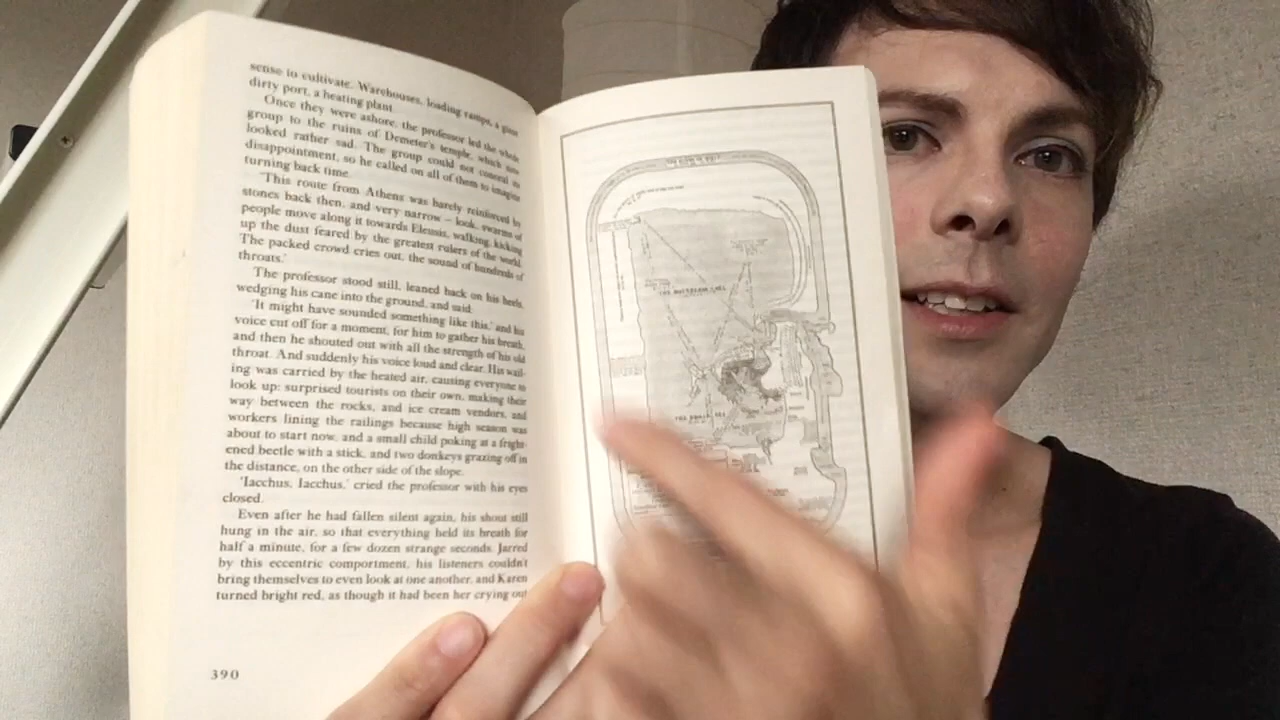 sense to cultivate. Warehouses, loading ramps, a giant
dirty port, a heating plant.
Once they were ashore, the professor led the whole
group to the ruins of Demeter's temple, which now
looked rather sad. The group could not conceal its
disappointment, so he called on all of them to imagine
turning back time.
'This route from Athens was barely reinforced by
stones back then, and very narrow – look, swarms of
people move along it towards Eleusis, walking, kicking
up the dust feared by the greatest rulers of the world.
The packed crowd cries out, the sound of hundreds of
throats.'
The professor stood still, leaned back on his heels,
wedging his cane into the ground, and said:
'It might have sounded something like this,' and his
voice cut off for a moment, for him to gather his breath,
and then he shouted out with all the strength of his old
throat. And suddenly his voice loud and clear. His wail-
ing was carried by the heated air, causing everyone to
look up: surprised tourists on their own, making their
way between the rocks, and ice cream vendors, and
workers lining the railings because high season was
about to start now, and a small child poking at a fright-
ened beetle with a stick, and two donkeys grazing off in
the distance, on the other side of the slope.
'Iacchus, Iacchus,' cried the professor with his eyes
closed.
Even after he had fallen silent again, his shout still
hung in the air, so that everything held its breath for
half a minute, for a few dozen strange seconds. Jarred
by this eccentric comportment, his listeners couldn't
bring themselves to even look at one another, and Karen
turned bright red, as though it had been her crying out
390